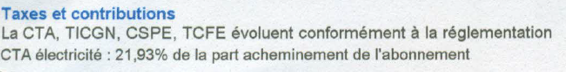 Taxes et contributions
La CTA, TICGN, CSPE, TCFE évoluent conformément à la réglementation
CTA électricité : 21,93% de la part acheminement de l'abonnement